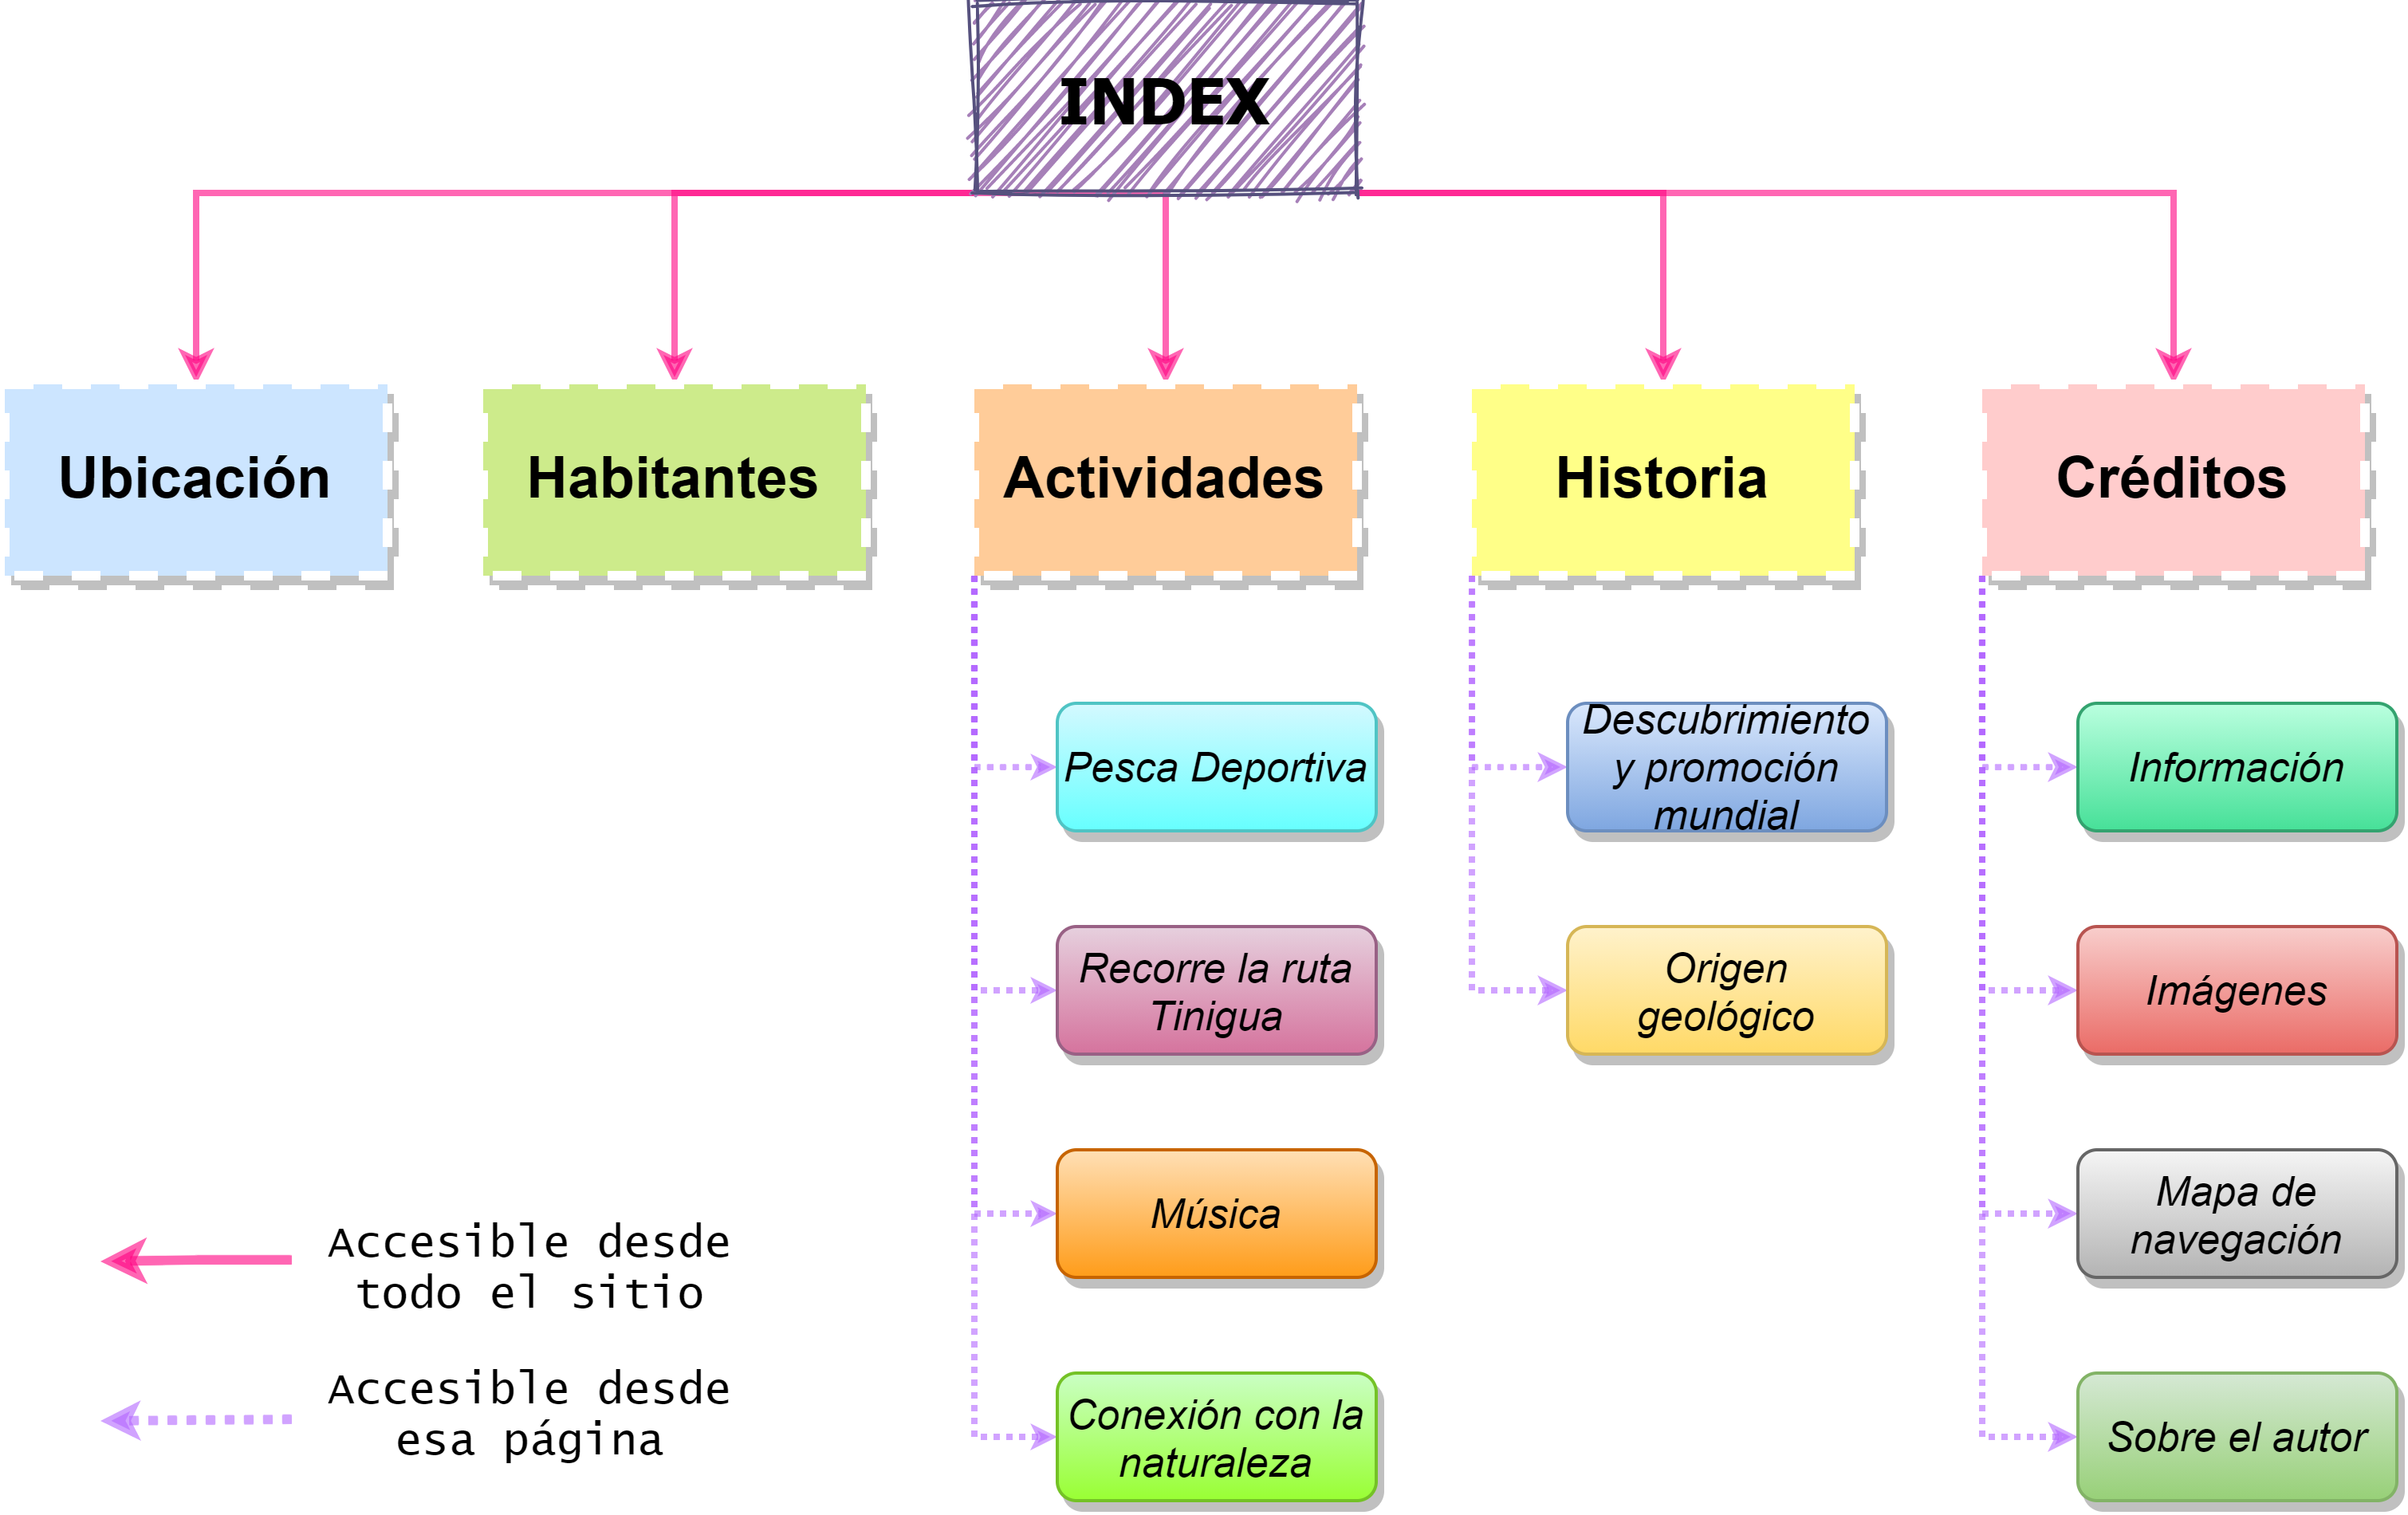 INDEX
Ubicación
Habitantes
Actividades
Historia
Créditos
Pesca Deportiva
Recorre la ruta
Tinigua
Música
Conexión con la
naturaleza
Descubrimiento
y promoción
mundial
Origen
geológico
Información
Imágenes
Mapa de
navegación
Sobre el autor
Accesible desde
todo el sitio
Accesible desde
esa página